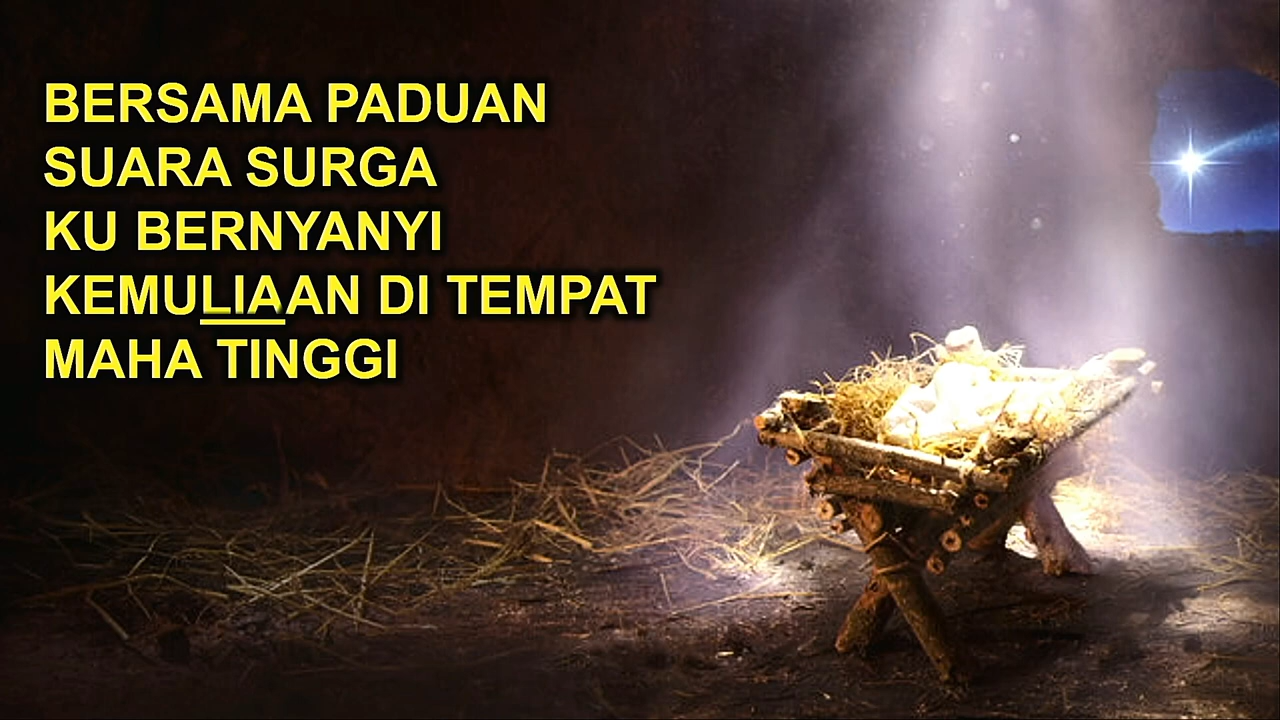 BERSAMA PADUAN
SUARA SURGA
KU BERNYANYI
KEMULIAAN DI TEMPAT
MAHA TINGGI